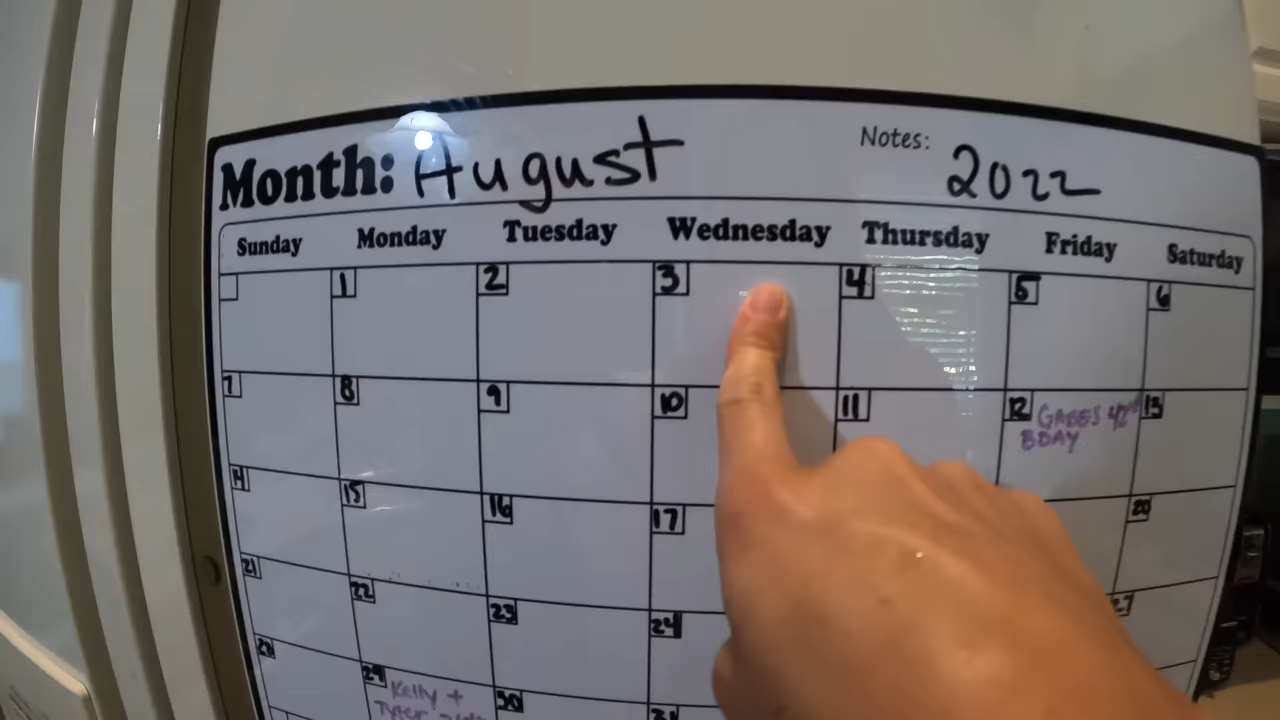 Month: August
Notes: 2022
Sunday Monday Tuesday Wednesday Thursday Friday Saturday
1 2 3 4 5 6
7 8 9 10 11 12 13
GABES 42nd
BDAY
14 15 16 17 20
21 22 23 24 27
28 29 30 31
Kelly +
Tyler